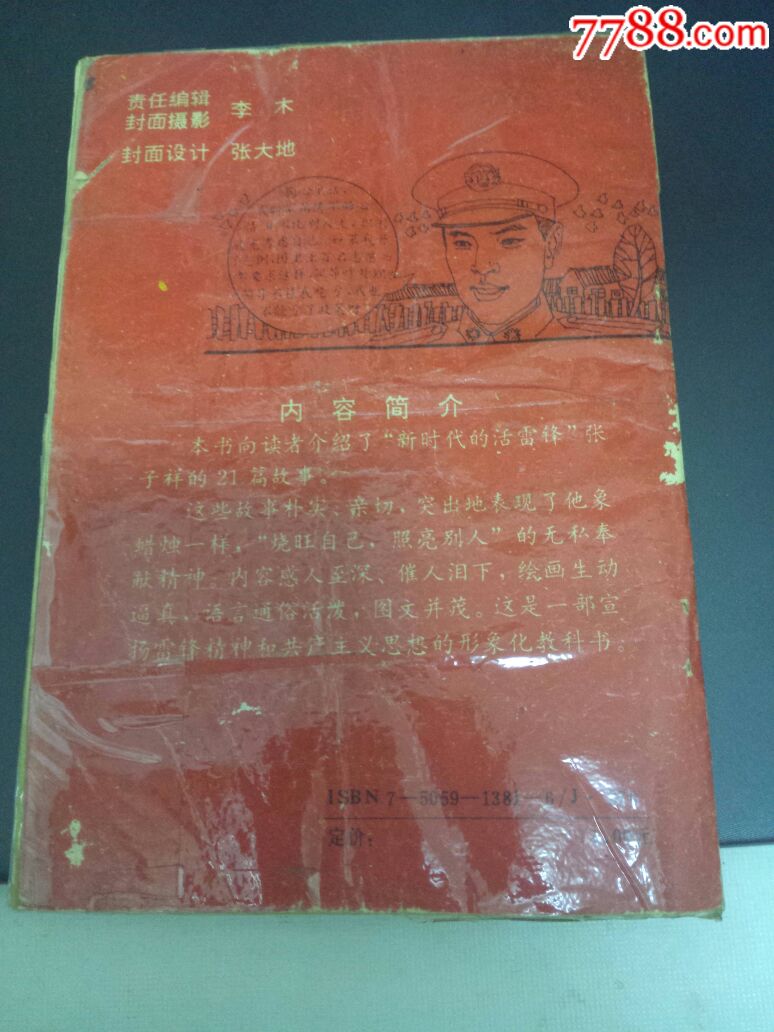 7788.com
责任编辑
封面摄影 李 木
封面设计 张大地
内容简介
本书向读者介绍了“新时代的活雷锋”张
子祥的21篇故事。
这些故事朴实、亲切，突出地表现了他象
蜡烛一样，“烧旺自己，照亮别人”的无私奉
献精神。内容感人至深、催人泪下，绘画生动
逼真，语言通俗活泼，图文并茂。这是一部宣
扬雷锋精神和共产主义思想的形象化教科书。
ISBN 7—5059—1381—6/J
定价：